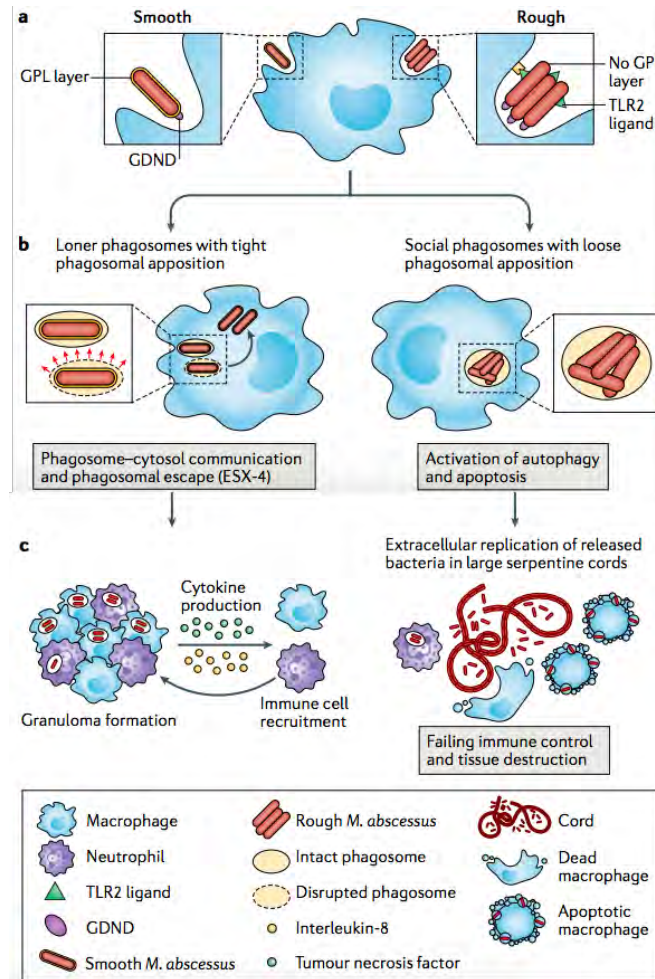 a
Smooth
Rough
GPL layer
GDND
No GP
layer
TLR2
ligand
b
Loner phagosomes with tight
phagosomal apposition
Social phagosomes with loose
phagosomal apposition
Phagosome–cytosol communication
and phagosomal escape (ESX-4)
Activation of autophagy
and apoptosis
c
Cytokine
production
Immune cell
recruitment
Granuloma formation
Extracellular replication of released
bacteria in large serpentine cords
Failing immune control
and tissue destruction
Macrophage
Neutrophil
TLR2 ligand
GDND
Smooth M. abscessus
Rough M. abscessus
Intact phagosome
Disrupted phagosome
Interleukin-8
Tumour necrosis factor
Cord
Dead
macrophage
Apoptotic
macrophage